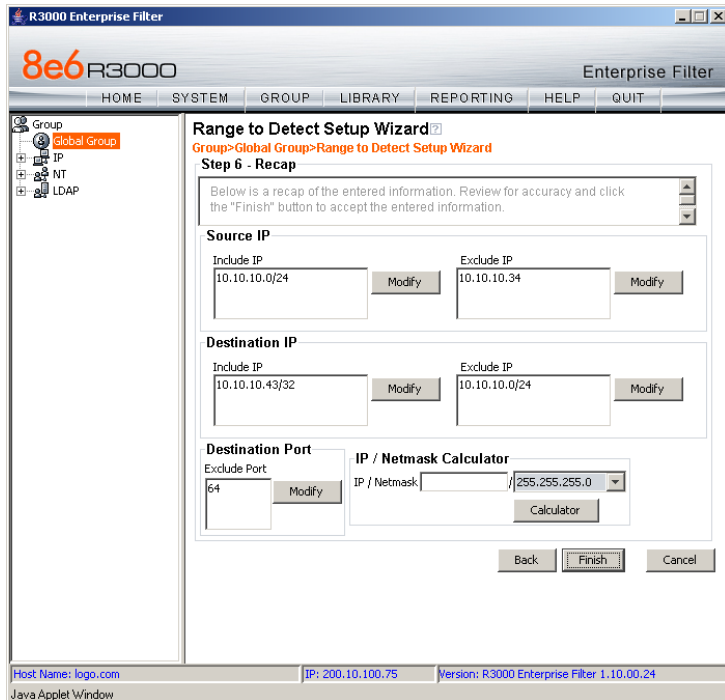 R3000 Enterprise Filter
8e6 R3000
Enterprise Filter
HOME SYSTEM GROUP LIBRARY REPORTING HELP QUIT
Group
Global Group
IP
NT
LDAP
Range to Detect Setup Wizard
Group>Global Group>Range to Detect Setup Wizard
Step 6 - Recap
Below is a recap of the entered information. Review for accuracy and click
the "Finish" button to accept the entered information.
Source IP
Include IP
10.10.10.0/24
Modify
Exclude IP
10.10.10.34
Modify
Destination IP
Include IP
10.10.10.43/32
Modify
Exclude IP
10.10.10.0/24
Modify
Destination Port
Exclude Port
64
Modify
IP / Netmask Calculator
IP / Netmask / 255.255.255.0
Calculator
Back Finish Cancel
Host Name: logo.com IP: 200.10.100.75 Version: R3000 Enterprise Filter 1.10.00.24
Java Applet Window